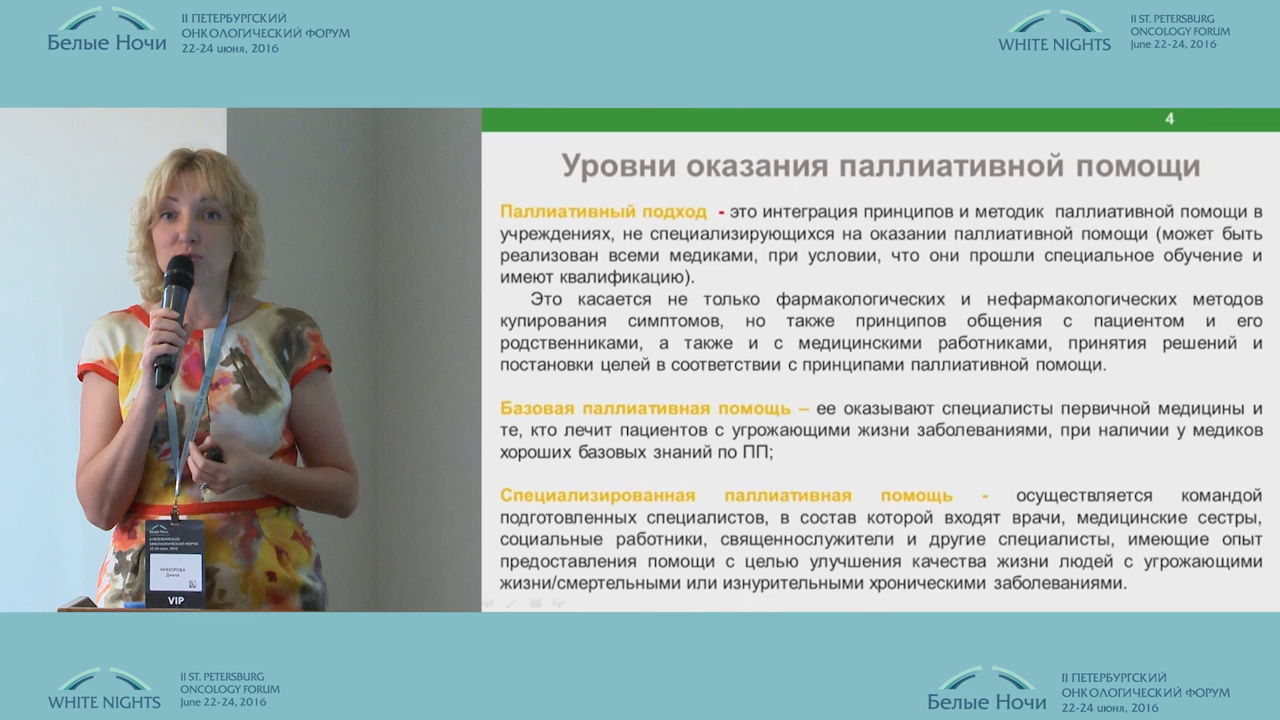 Белые Ночи
II ПЕТЕРБУРГСКИЙ
ОНКОЛОГИЧЕСКИЙ ФОРУМ
22-24 июня, 2016
WHITE NIGHTS
II ST. PETERSBURG
ONCOLOGY FORUM
June 22-24, 2016
4
Уровни оказания паллиативной помощи
Паллиативный подход - это интеграция принципов и методик паллиативной помощи в
учреждениях, не специализирующихся на оказании паллиативной помощи (может быть
реализован всеми медиками, при условии, что они прошли специальное обучение и
имеют квалификацию).
Это касается не только фармакологических и нефармакологических методов
купирования симптомов, но также принципов общения с пациентом и его
родственниками, а также и с медицинскими работниками, принятия решений и
постановки целей в соответствии с принципами паллиативной помощи.
Базовая паллиативная помощь – ее оказывают специалисты первичной медицины и
те, кто лечит пациентов с угрожающими жизни заболеваниями, при наличии у медиков
хороших базовых знаний по ПП;
Специализированная паллиативная помощь - осуществляется командой
подготовленных специалистов, в состав которой входят врачи, медицинские сестры,
социальные работники, священнослужители и другие специалисты, имеющие опыт
предоставления помощи с целью улучшения качества жизни людей с угрожающими
жизни/смертельными или изнурительными хроническими заболеваниями.
VIP
WHITE NIGHTS
II ST. PETERSBURG
ONCOLOGY FORUM
June 22-24, 2016
Белые Ночи
II ПЕТЕРБУРГСКИЙ
ОНКОЛОГИЧЕСКИЙ ФОРУМ
22-24 июня, 2016